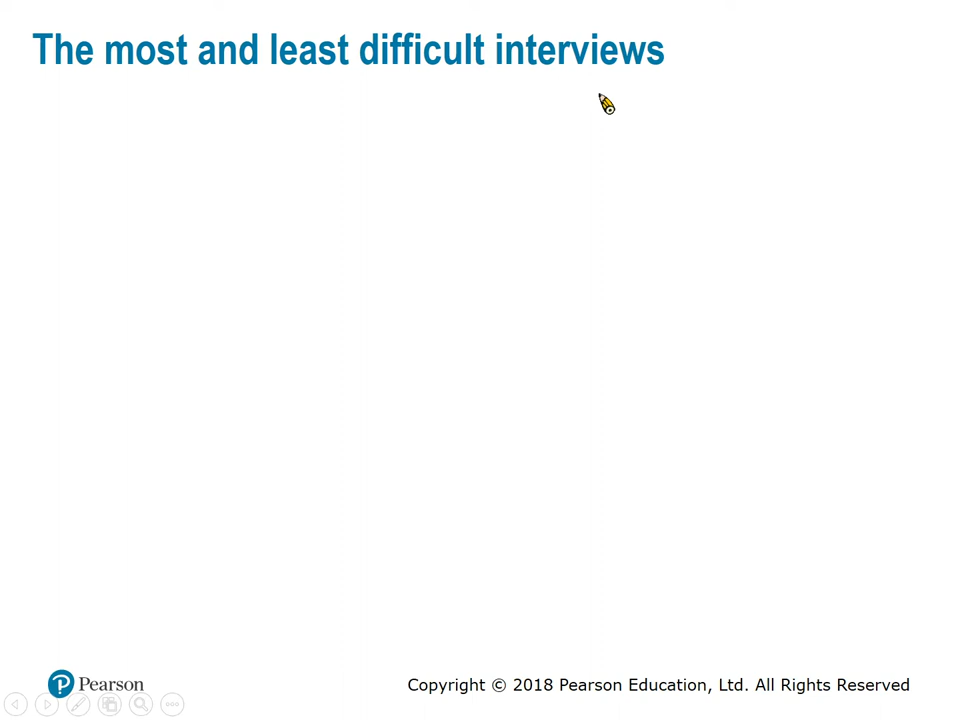 The most and least difficult interviews
Pearson
Copyright © 2018 Pearson Education, Ltd. All Rights Reserved